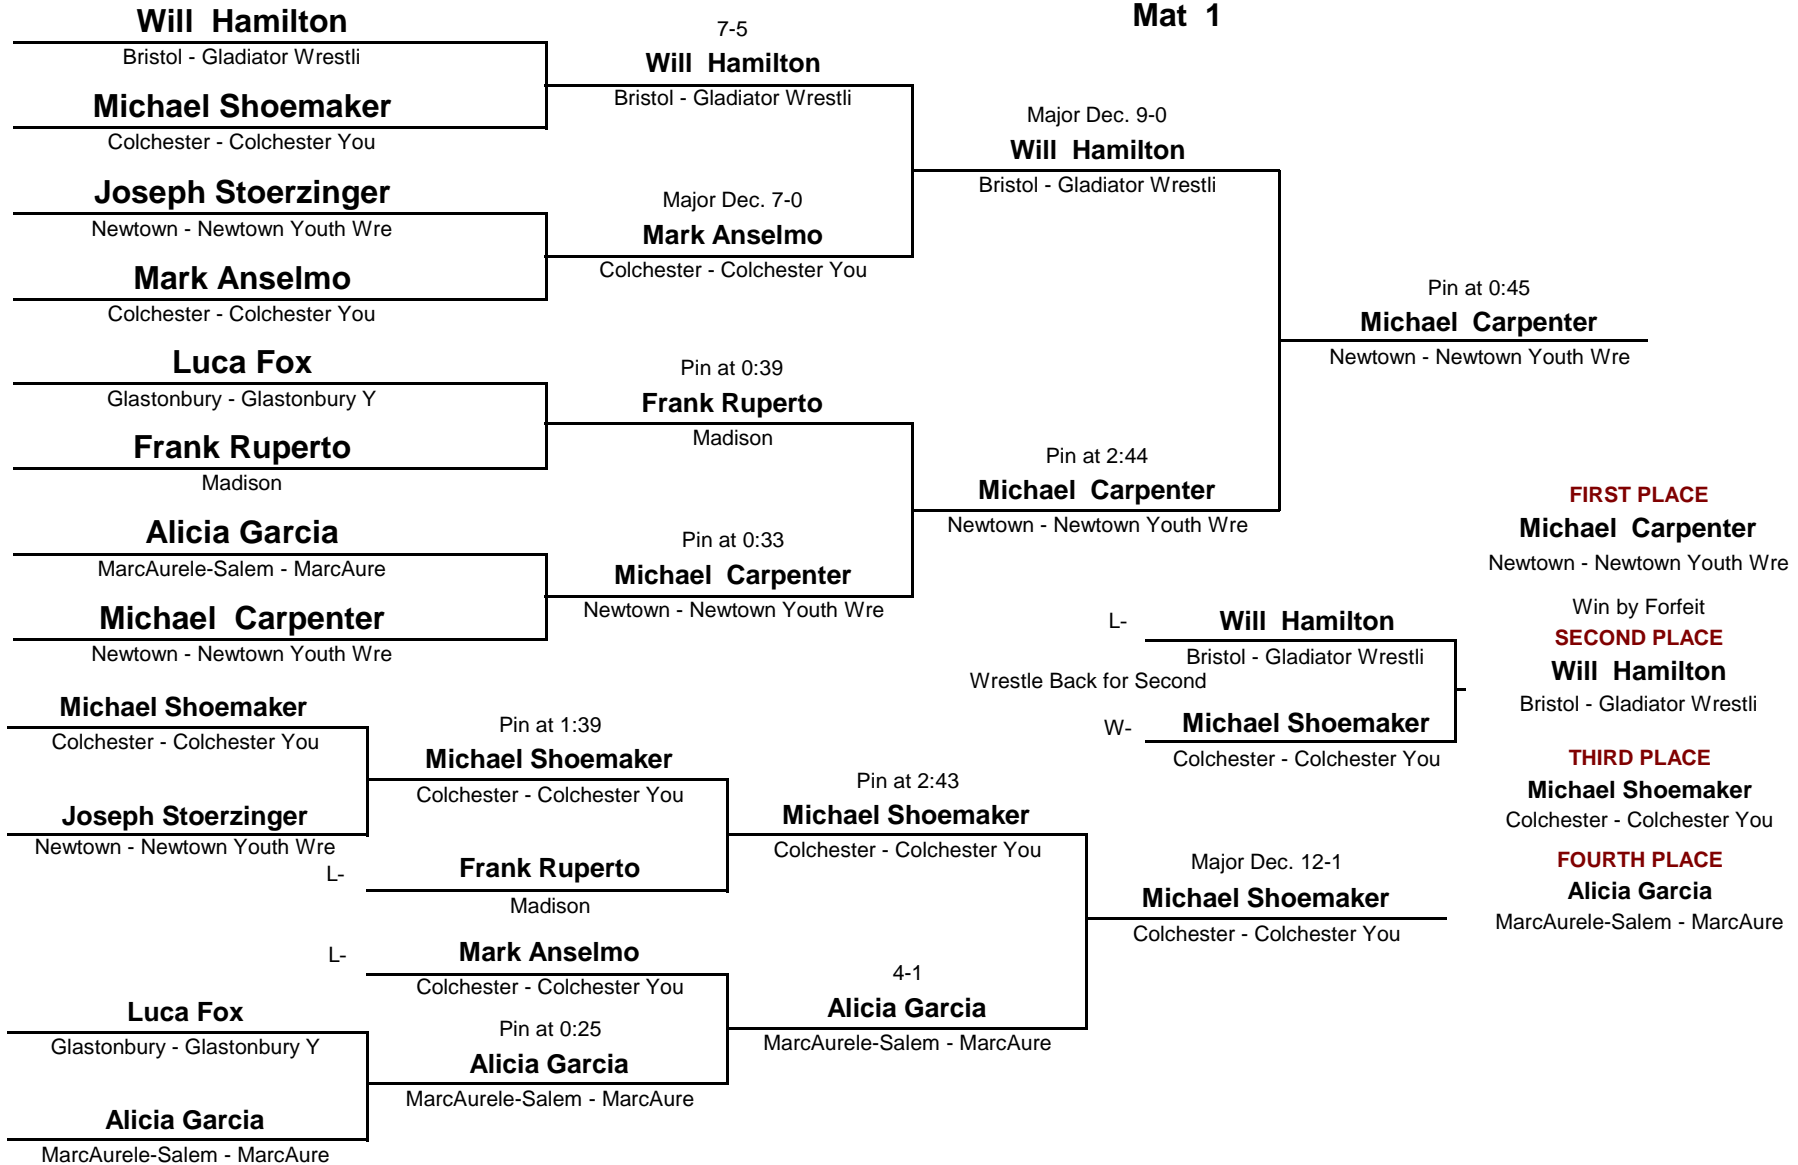 Mat 1
Will Hamilton
Bristol - Gladiator Wrestli
Michael Shoemaker
Colchester - Colchester You
Joseph Stoerzinger
Newtown - Newtown Youth Wre
Mark Anselmo
Colchester - Colchester You
Luca Fox
Glastonbury - Glastonbury Y
Frank Ruperto
Madison
Alicia Garcia
MarcAurele-Salem - MarcAure
Michael Carpenter
Newtown - Newtown Youth Wre
7-5
Will Hamilton
Bristol - Gladiator Wrestli
Major Dec. 7-0
Mark Anselmo
Colchester - Colchester You
Pin at 0:39
Frank Ruperto
Madison
Pin at 0:33
Michael Carpenter
Newtown - Newtown Youth Wre
Major Dec. 9-0
Will Hamilton
Bristol - Gladiator Wrestli
Pin at 2:44
Michael Carpenter
Newtown - Newtown Youth Wre
Pin at 0:45
Michael Carpenter
Newtown - Newtown Youth Wre
Michael Shoemaker
Colchester - Colchester You
Joseph Stoerzinger
Newtown - Newtown Youth Wre
Luca Fox
Glastonbury - Glastonbury Y
Alicia Garcia
MarcAurele-Salem - MarcAure
Pin at 1:39
Michael Shoemaker
Colchester - Colchester You
L-
Frank Ruperto
Madison
L-
Mark Anselmo
Colchester - Colchester You
Pin at 0:25
Alicia Garcia
MarcAurele-Salem - MarcAure
Pin at 2:43
Michael Shoemaker
Colchester - Colchester You
4-1
Alicia Garcia
MarcAurele-Salem - MarcAure
Major Dec. 12-1
Michael Shoemaker
Colchester - Colchester You
L-
Will Hamilton
Bristol - Gladiator Wrestli
Wrestle Back for Second
W-
Michael Shoemaker
Colchester - Colchester You
FIRST PLACE
Michael Carpenter
Newtown - Newtown Youth Wre
Win by Forfeit
SECOND PLACE
Will Hamilton
Bristol - Gladiator Wrestli
THIRD PLACE
Michael Shoemaker
Colchester - Colchester You
FOURTH PLACE
Alicia Garcia
MarcAurele-Salem - MarcAure